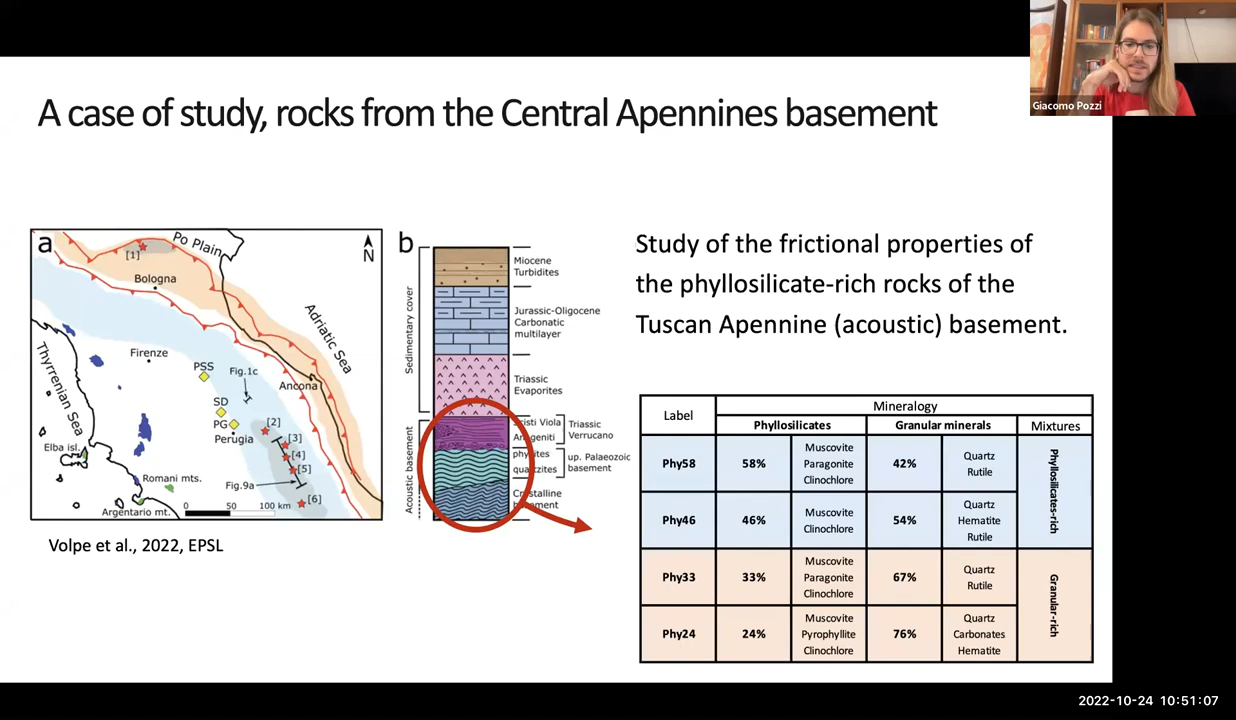 Giacomo Pozzi
A case of study, rocks from the Central Apennines basement
a
Po Plain
N
[1]
Bologna
Adriatic Sea
Firenze
PSS
Fig.1c
Ancona
Thyrrenian Sea
SD
PG
[2]
Perugia
[3]
[4]
[5]
Elba isl.
Romani mts.
Fig.9a
[6]
Argentario mt.
0 50 100 km
Volpe et al., 2022, EPSL
b
Sedimentary cover
Acoustic basement
Miocene
Turbidites
Jurassic-Oligocene
Carbonatic
multilayer
Triassic
Evaporites
Viola
Triassic
Verrucano
quartzites
up. Palaeozoic
basement
Study of the frictional properties of
the phyllosilicate-rich rocks of the
Tuscan Apennine (acoustic) basement.
Label
Mineralogy
Phyllosilicates
Granular minerals
Mixtures
Phy58
58%
Muscovite
Paragonite
Clinochlore
42%
Quartz
Rutile
Phyllosilicates-rich
Phy46
46%
Muscovite
Clinochlore
54%
Quartz
Hematite
Rutile
Phy33
33%
Muscovite
Paragonite
Clinochlore
67%
Quartz
Rutile
Granular-rich
Phy24
24%
Muscovite
Pyrophyllite
Clinochlore
76%
Quartz
Carbonates
Hematite
2022-10-24 10:51:07